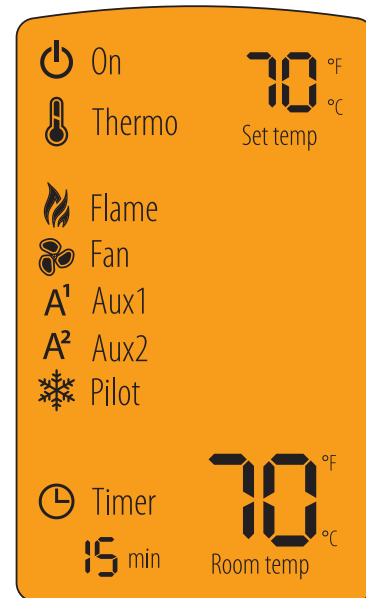 On
70 °F
°C
Thermo
Set temp
Flame
Fan
A¹ Aux1
A² Aux2
Pilot
Timer
15 min
70 °F
°C
Room temp